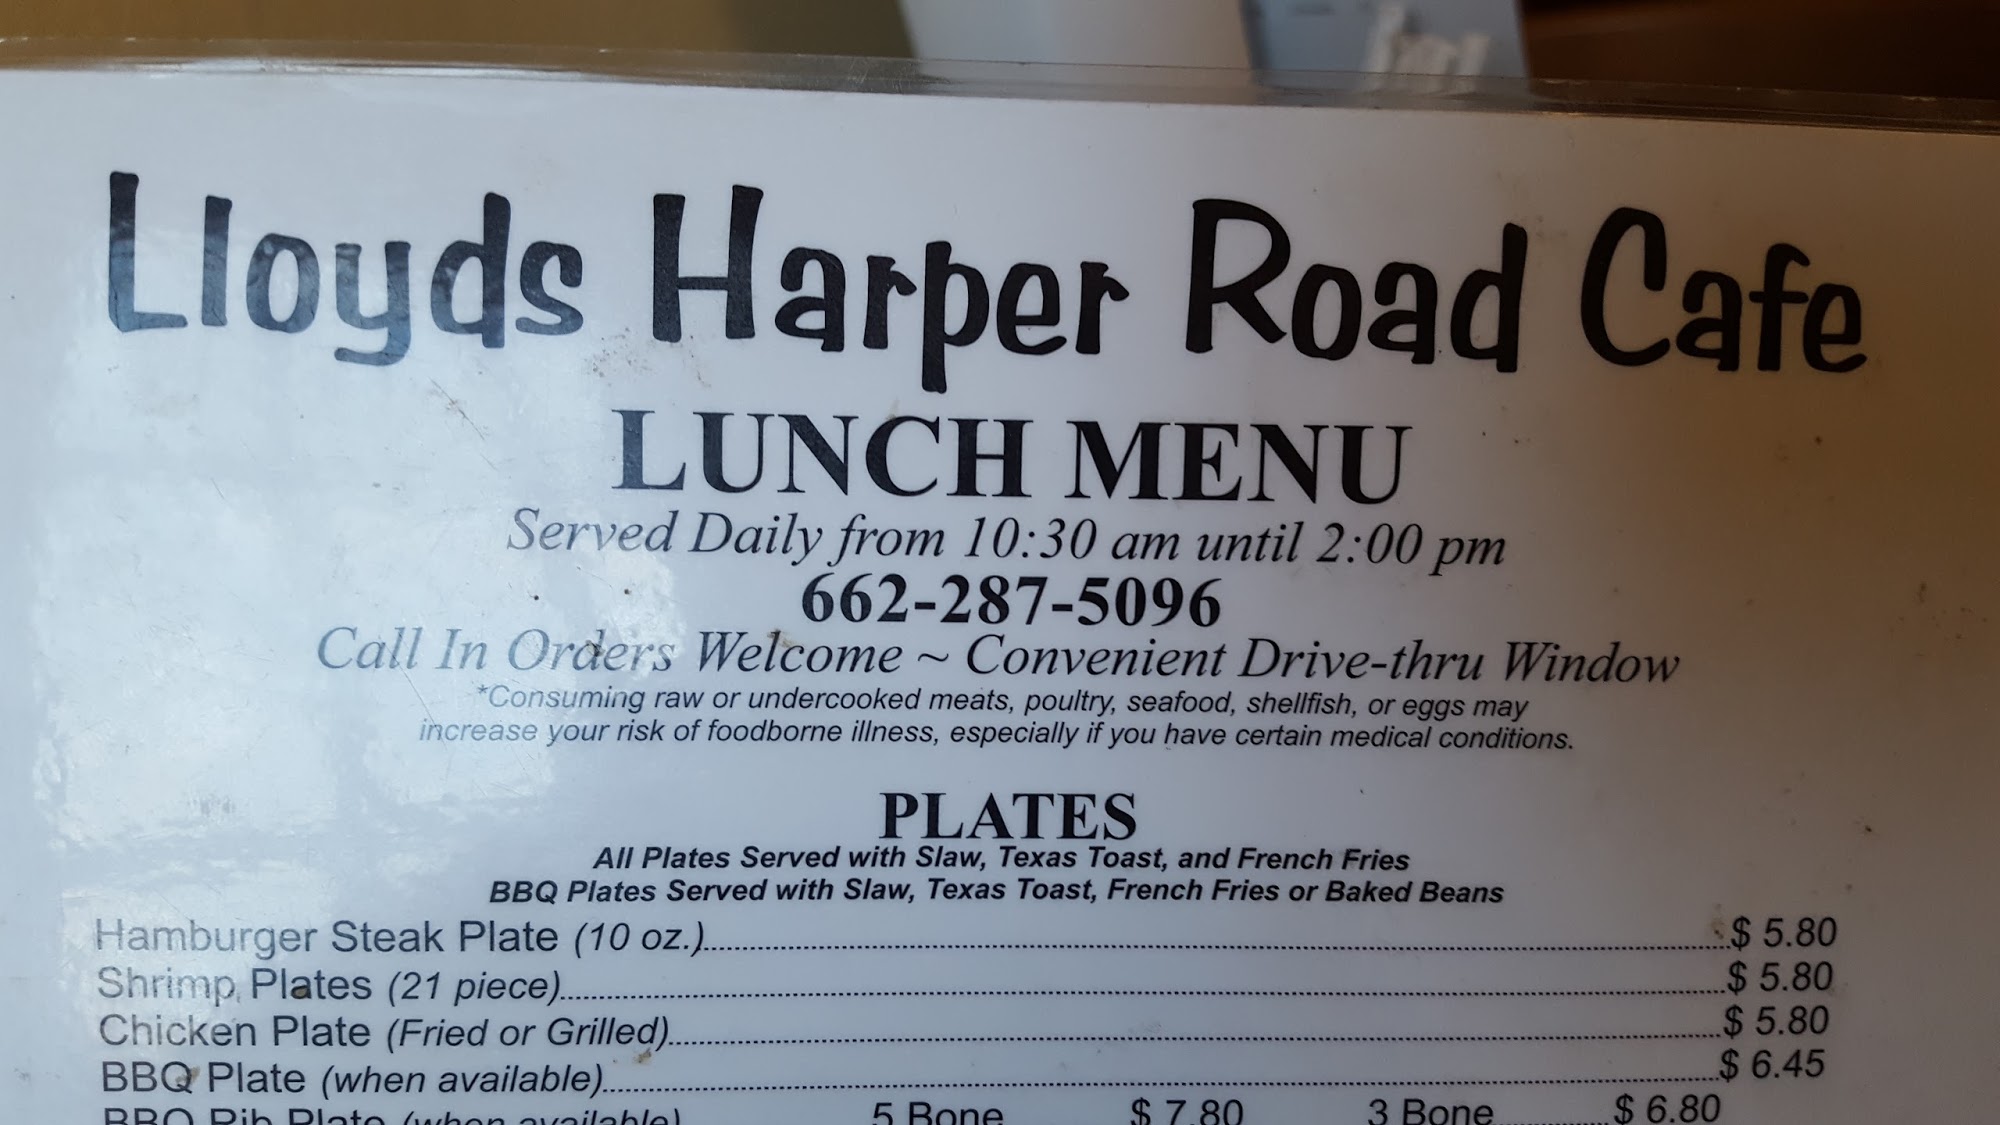 Lloyds Harper Road Cafe
LUNCH MENU
Served Daily from 10:30 am until 2:00 pm
662-287-5096
Call In Orders Welcome ~ Convenient Drive-thru Window
*Consuming raw or undercooked meats, poultry, seafood, shellfish, or eggs may
increase your risk of foodborne illness, especially if you have certain medical conditions.
PLATES
All Plates Served with Slaw, Texas Toast, and French Fries
BBQ Plates Served with Slaw, Texas Toast, French Fries or Baked Beans
Hamburger Steak Plate (10 oz.) $ 5.80
Shrimp Plates (21 piece) $ 5.80
Chicken Plate (Fried or Grilled) $ 5.80
BBQ Plate (when available) $ 6.45
BBQ Rib Plate (when available) 5 Bone $ 7.80 3 Bone $ 6.80